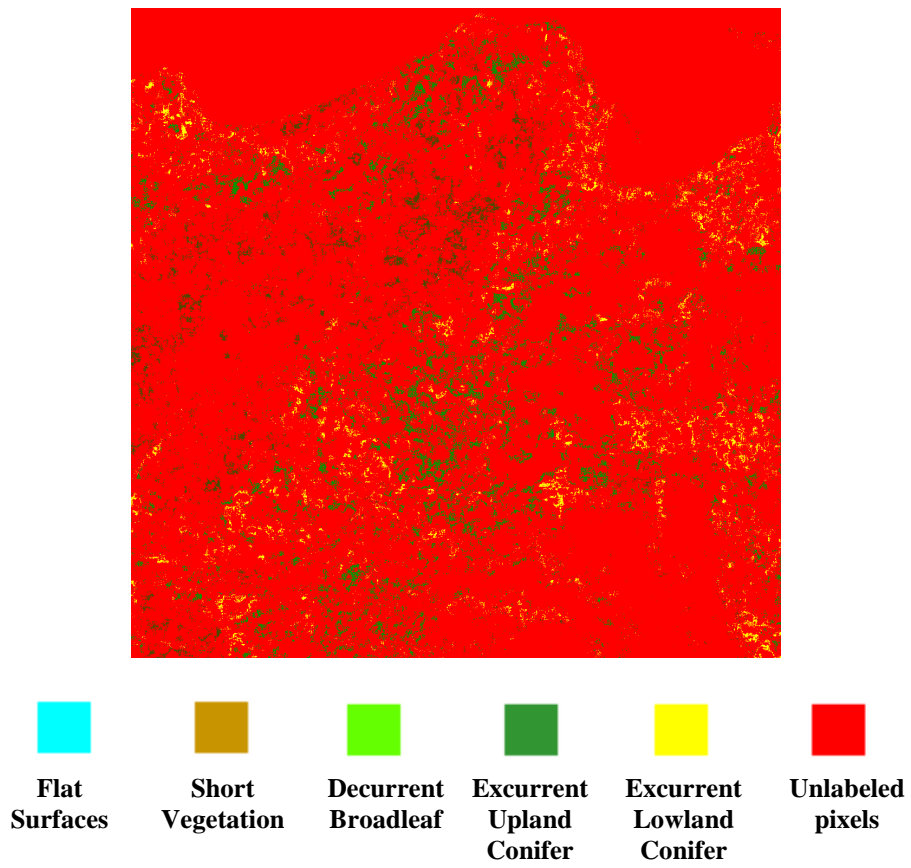 Flat
Surfaces
Short
Vegetation
Decurrent
Broadleaf
Excurrent
Upland
Conifer
Excurrent
Lowland
Conifer
Unlabeled
pixels